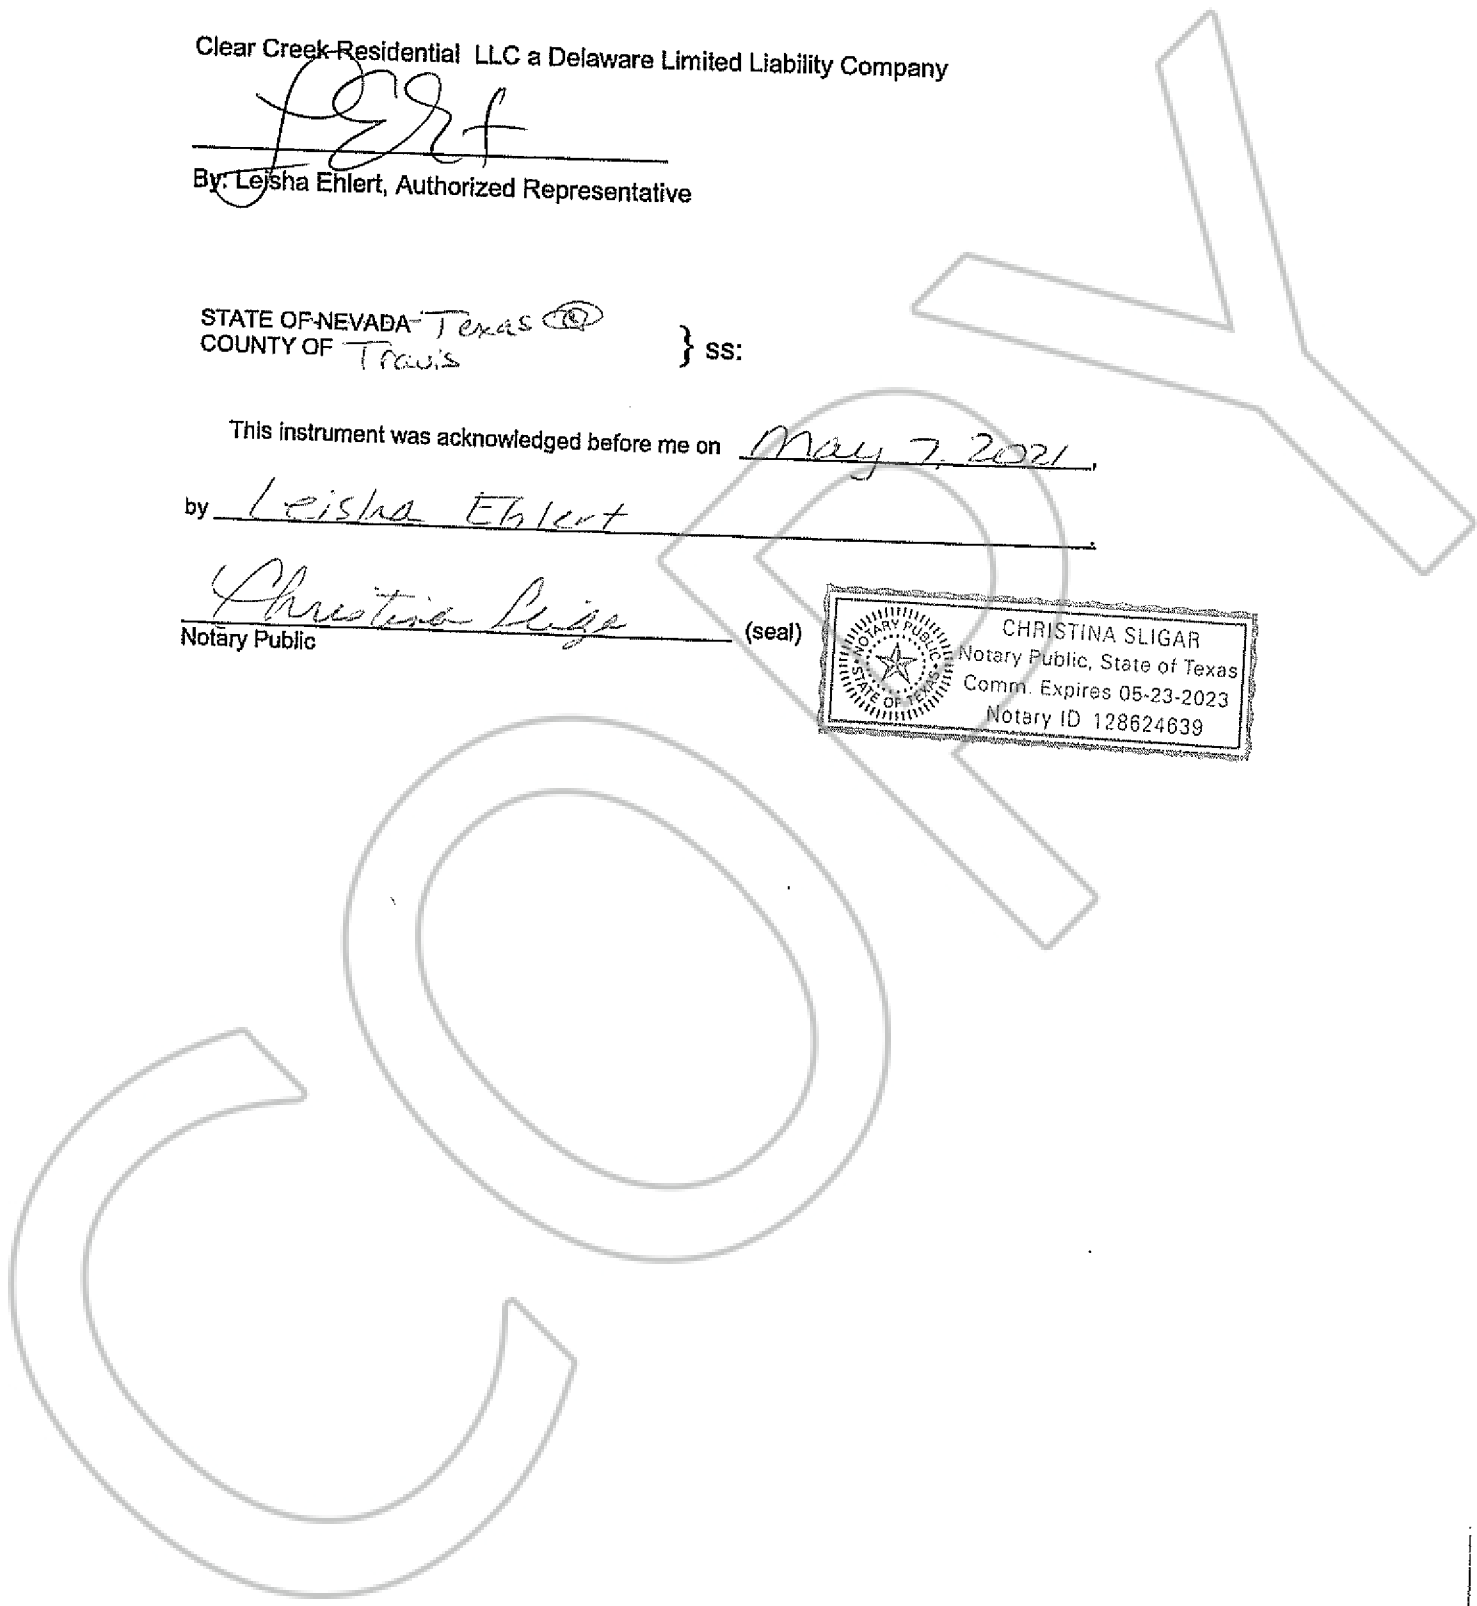 Clear Creek Residential LLC a Delaware Limited Liability Company
By: Leisha Ehlert, Authorized Representative
STATE OF NEVADA Texas
COUNTY OF Travis
} ss:
This instrument was acknowledged before me on May 7, 2021,
by Leisha Ehlert.
Christina Sligar
Notary Public (seal)
NOTARY PUBLIC
STATE OF TEXAS
CHRISTINA SLIGAR
Notary Public, State of Texas
Comm. Expires 05-23-2023
Notary ID 128624639
COPY